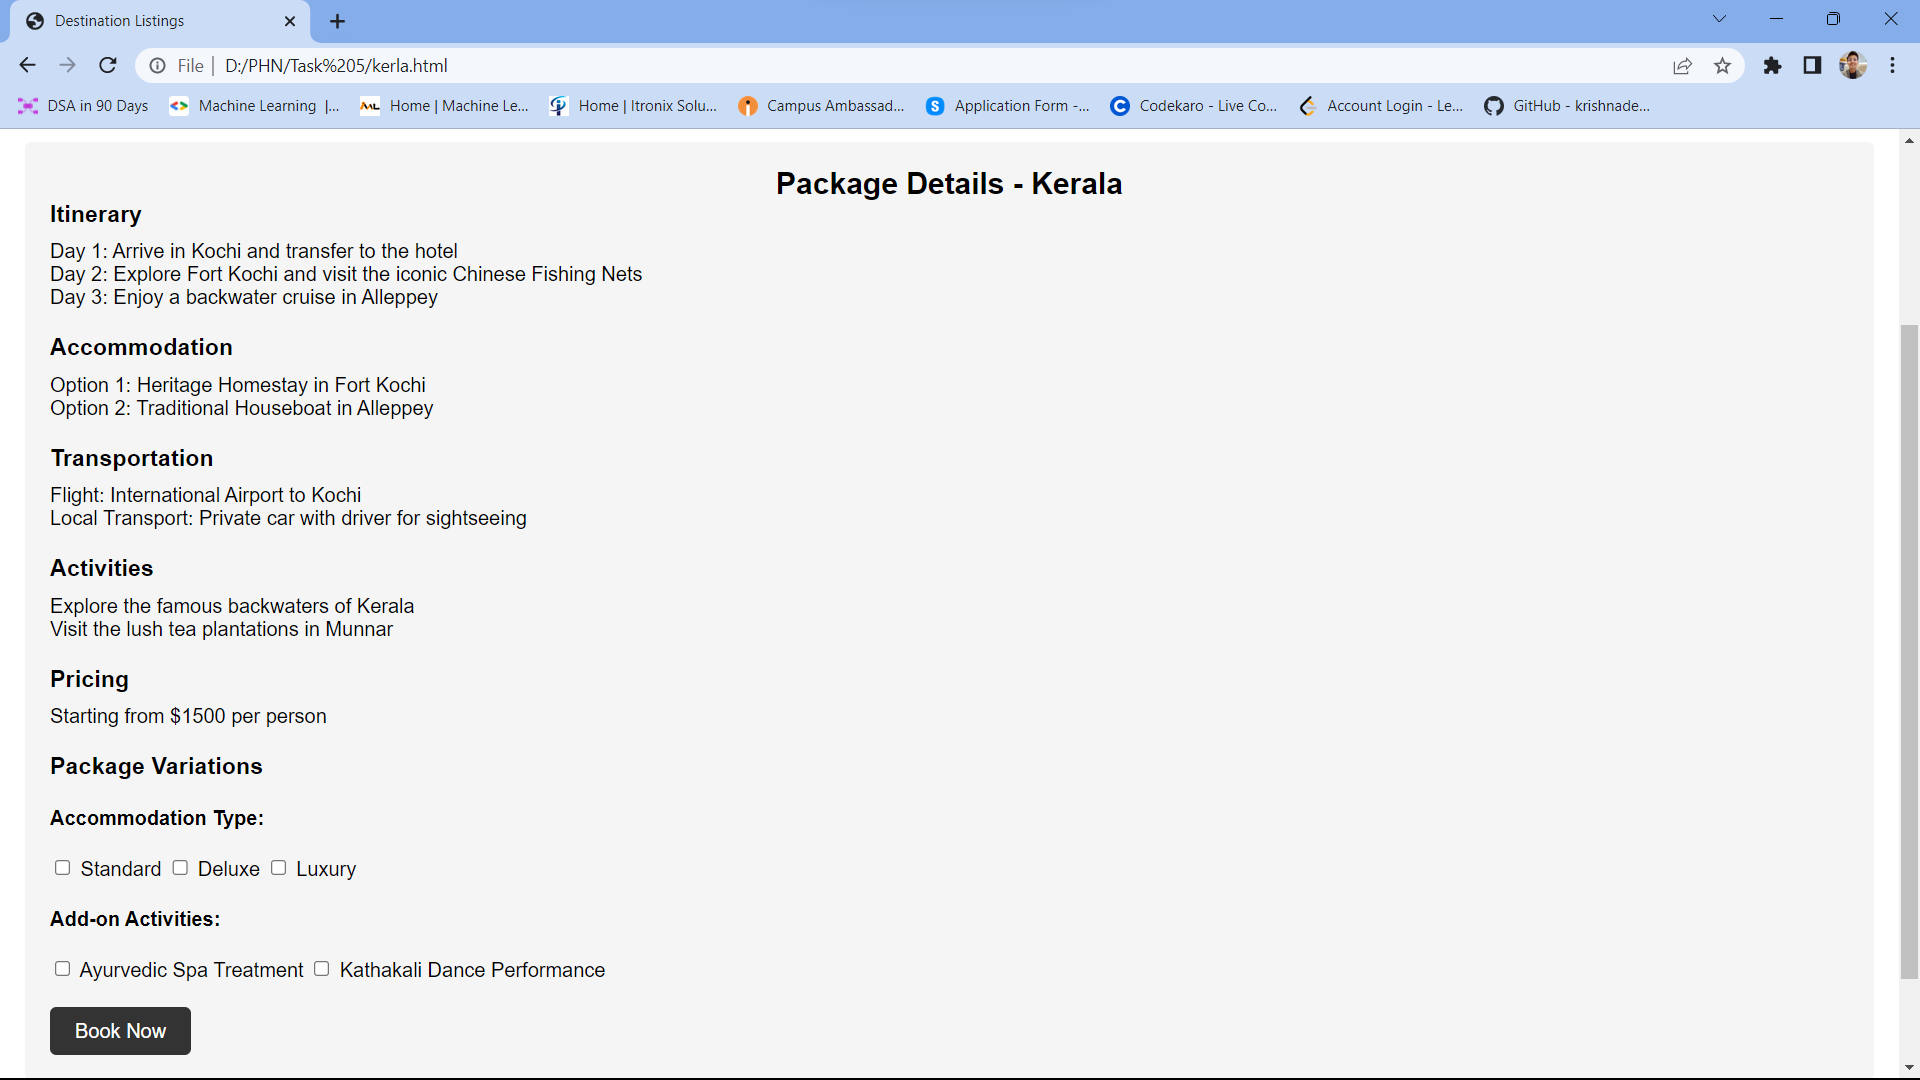 Destination Listings
File | D:/PHN/Task%205/kerla.html
DSA in 90 Days
Machine Learning |...
Home | Machine Le...
Home | Itronix Solu...
Campus Ambassad...
Application Form -...
Codekaro - Live Co...
Account Login - Le...
GitHub - krishnade...
Package Details - Kerala
Itinerary
Day 1: Arrive in Kochi and transfer to the hotel
Day 2: Explore Fort Kochi and visit the iconic Chinese Fishing Nets
Day 3: Enjoy a backwater cruise in Alleppey
Accommodation
Option 1: Heritage Homestay in Fort Kochi
Option 2: Traditional Houseboat in Alleppey
Transportation
Flight: International Airport to Kochi
Local Transport: Private car with driver for sightseeing
Activities
Explore the famous backwaters of Kerala
Visit the lush tea plantations in Munnar
Pricing
Starting from $1500 per person
Package Variations
Accommodation Type:
Standard Deluxe Luxury
Add-on Activities:
Ayurvedic Spa Treatment Kathakali Dance Performance
Book Now